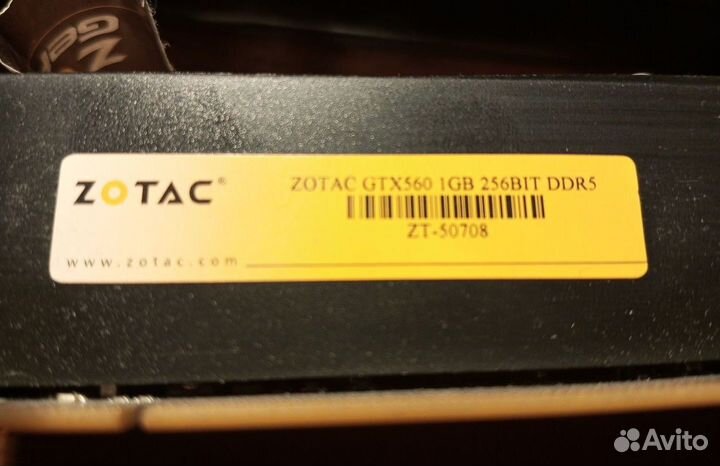 ZOTAC®
ZOTAC GTX560 1GB 256BIT DDR5
ZT-50708
www.zotac.com
Avito